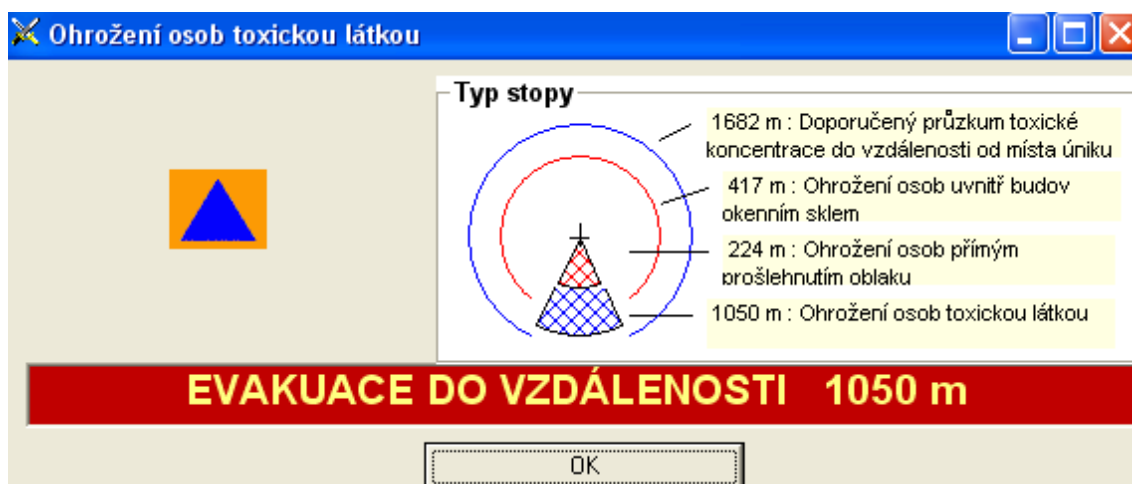 Ohrožení osob toxickou látkou
Typ stopy
1682 m : Doporučený průzkum toxické
koncentrace do vzdálenosti od místa úniku
417 m : Ohrožení osob uvnitř budov
okenním sklem
224 m : Ohrožení osob přímým
prošlehnutím oblaku
1050 m : Ohrožení osob toxickou látkou
EVAKUACE DO VZDÁLENOSTI 1050 m
OK